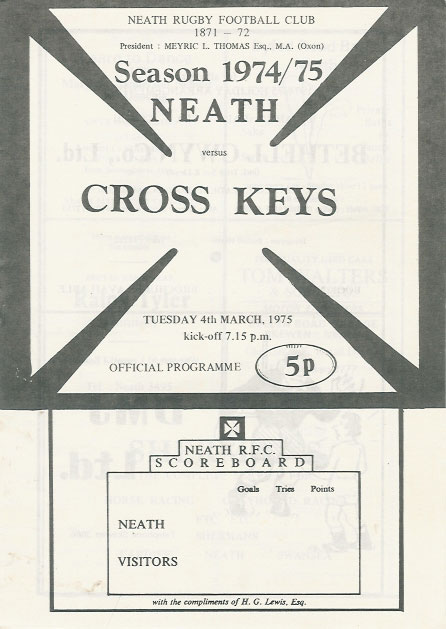 NEATH RUGBY FOOTBALL CLUB
1871 – 72
President : MEYRIC L. THOMAS Esq., M.A. (Oxon)
Season 1974/75
NEATH
versus
CROSS KEYS
TUESDAY 4th MARCH, 1975
kick-off 7.15 p.m.
OFFICIAL PROGRAMME 5p
NEATH R.F.C.
SCOREBOARD
Goals Tries Points
NEATH
VISITORS
with the compliments of H. G. Lewis, Esq.